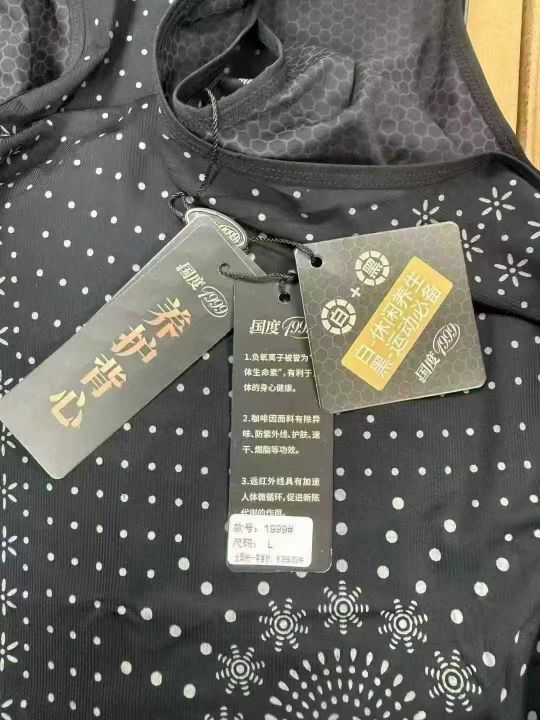 国度1999
养护背心
国度1999
1.负氧离子被誉为"
体生命素",有利于
体的身心健康。
2.咖啡因面料有除异
味、防紫外线、护肤、速
干、燃脂等功效。
3.远红外线具有加速
人体微循环,促进新陈
代谢的作用。
款号:1999#
尺码:L
白+黑
白·休闲养生
黑·运动必备
国度1999